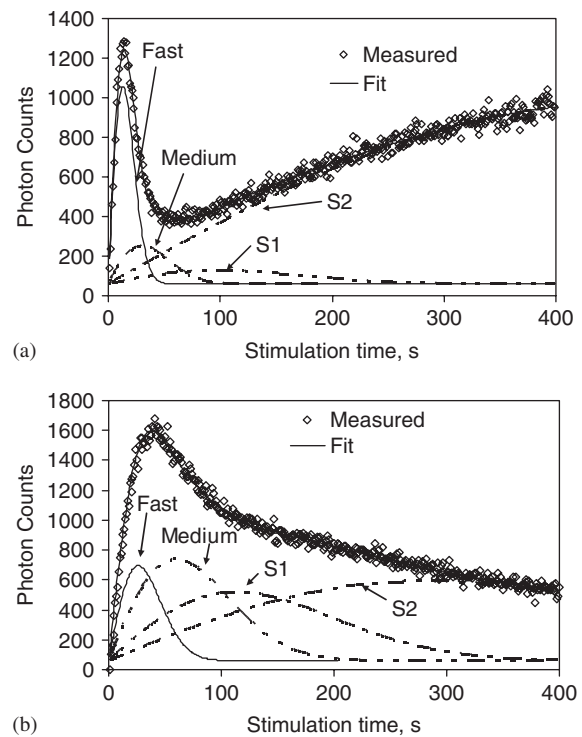 1400
1200
1000
800
600
400
200
0
Photon Counts
Fast
Medium
S2
S1
Measured
Fit
0 100 200 300 400
(a) Stimulation time, s
1800
1600
1400
1200
1000
800
600
400
200
0
Photon Counts
Fast
Medium
S1
S2
Measured
Fit
0 100 200 300 400
(b) Stimulation time, s